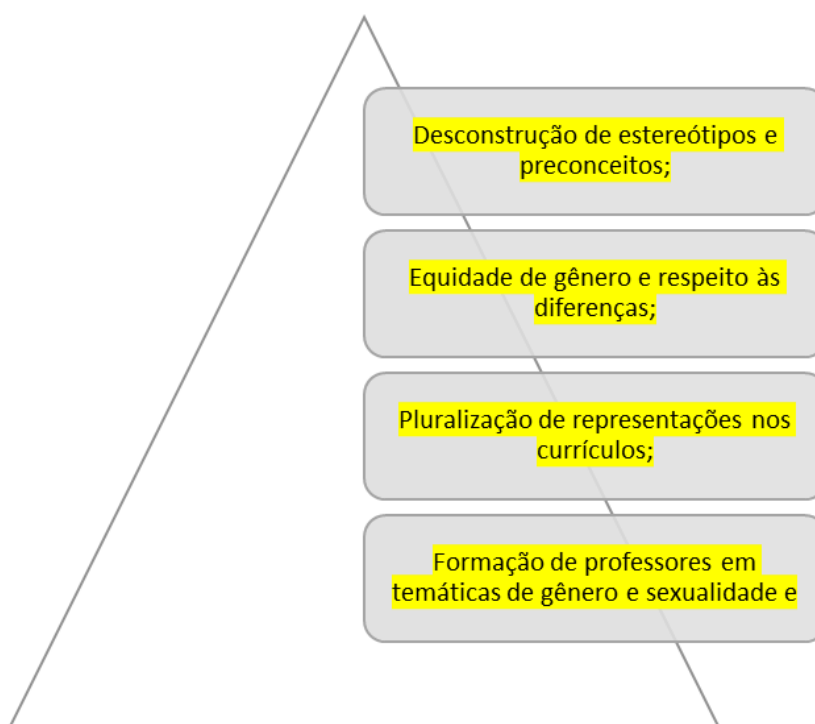 Desconstrução de estereótipos e
preconceitos;
Equidade de gênero e respeito às
diferenças;
Pluralização de representações nos
currículos;
Formação de professores em
temáticas de gênero e sexualidade e